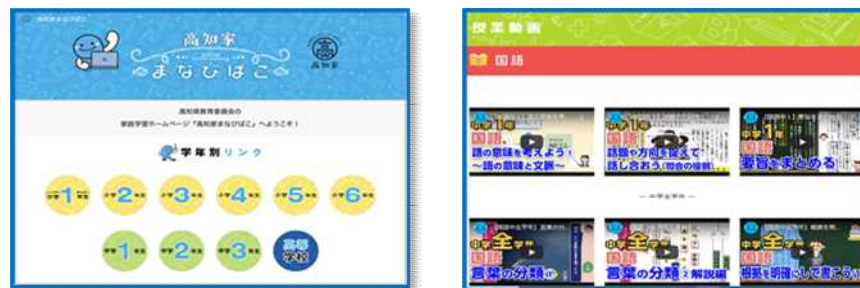 高知家
まなびばこ
高知県教育委員会の
家庭学習ホームページ「高知家まなびばこ」へようこそ！
学年別リンク
小学1年生
小学2年生
小学3年生
小学4年生
小学5年生
小学6年生
中学1年生
中学2年生
中学3年生
高等
学校
授業動画
国語
中学1年
国語
語の意味を考えよう
～語の意味と文脈～
中学1年
国語
話題や方向を捉えて
話し合おう(司会の役割)
中学1年
国語
要旨をまとめる
中学全学年
国語
言葉の分類
中学全学年
国語
言葉の分類2解説編
中学全学年
国語
根拠を明確にして書こう